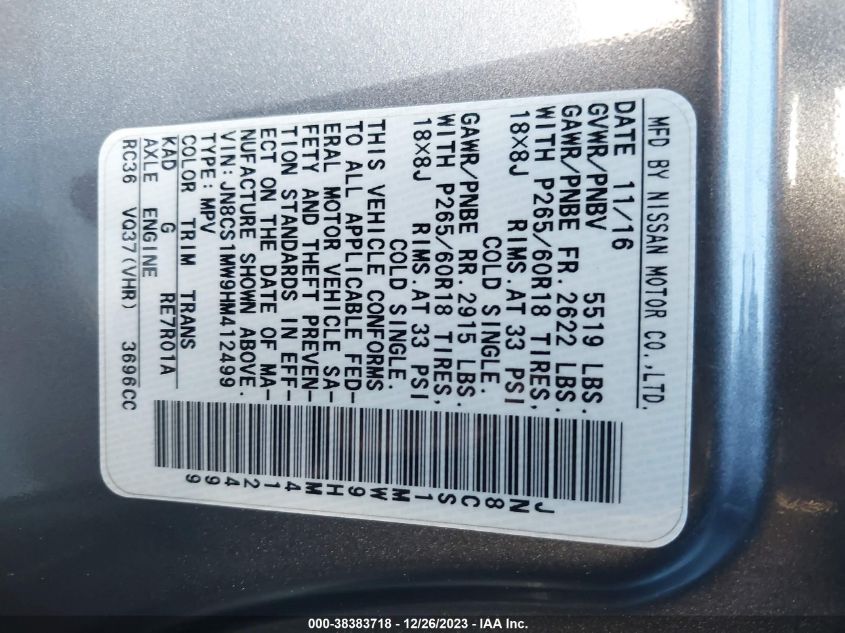 MFD BY NISSAN MOTOR CO.,LTD.
DATE 11/16
GVWR/PNBV 5519 LBS.
GAWR/PNBE FR. 2622 LBS.
WITH P265/60R18 TIRES,
18X8J RIMS.AT 33 PSI
COLD SINGLE.
GAWR/PNBE RR. 2915 LBS.
WITH P265/60R18 TIRES,
18X8J RIMS.AT 33 PSI
COLD SINGLE.
THIS VEHICLE CONFORMS
TO ALL APPLICABLE FED-
ERAL MOTOR VEHICLE SA-
FETY AND THEFT PREVEN-
TION STANDARDS IN EFF-
ECT ON THE DATE OF MA-
NUFACTURE SHOWN ABOVE.
VIN:JN8CS1MW9HM412499
TYPE:MPV
COLOR TRIM TRANS
KAD G RE7R01A
AXLE ENGINE
RC36 VQ37(VHR) 3696CC
JN8CS1MW9HM412499
000-38383718 - 12/26/2023 - IAA Inc.